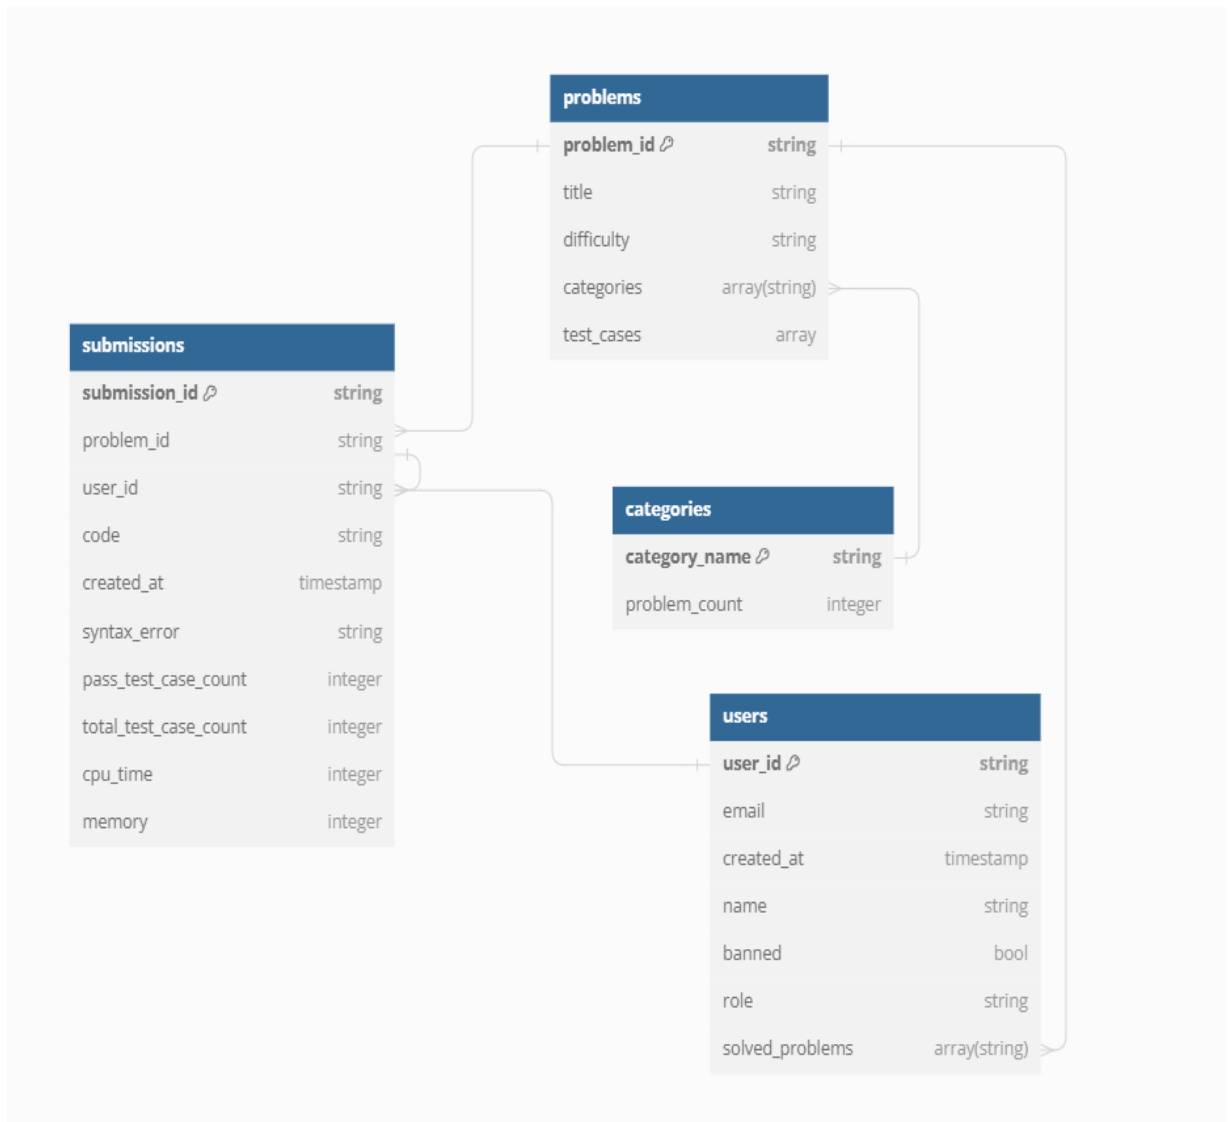 problems
problem_id string
title string
difficulty string
categories array(string)
test_cases array
submissions
submission_id string
problem_id string
user_id string
code string
created_at timestamp
syntax_error string
pass_test_case_count integer
total_test_case_count integer
cpu_time integer
memory integer
categories
category_name string
problem_count integer
users
user_id string
email string
created_at timestamp
name string
banned bool
role string
solved_problems array(string)